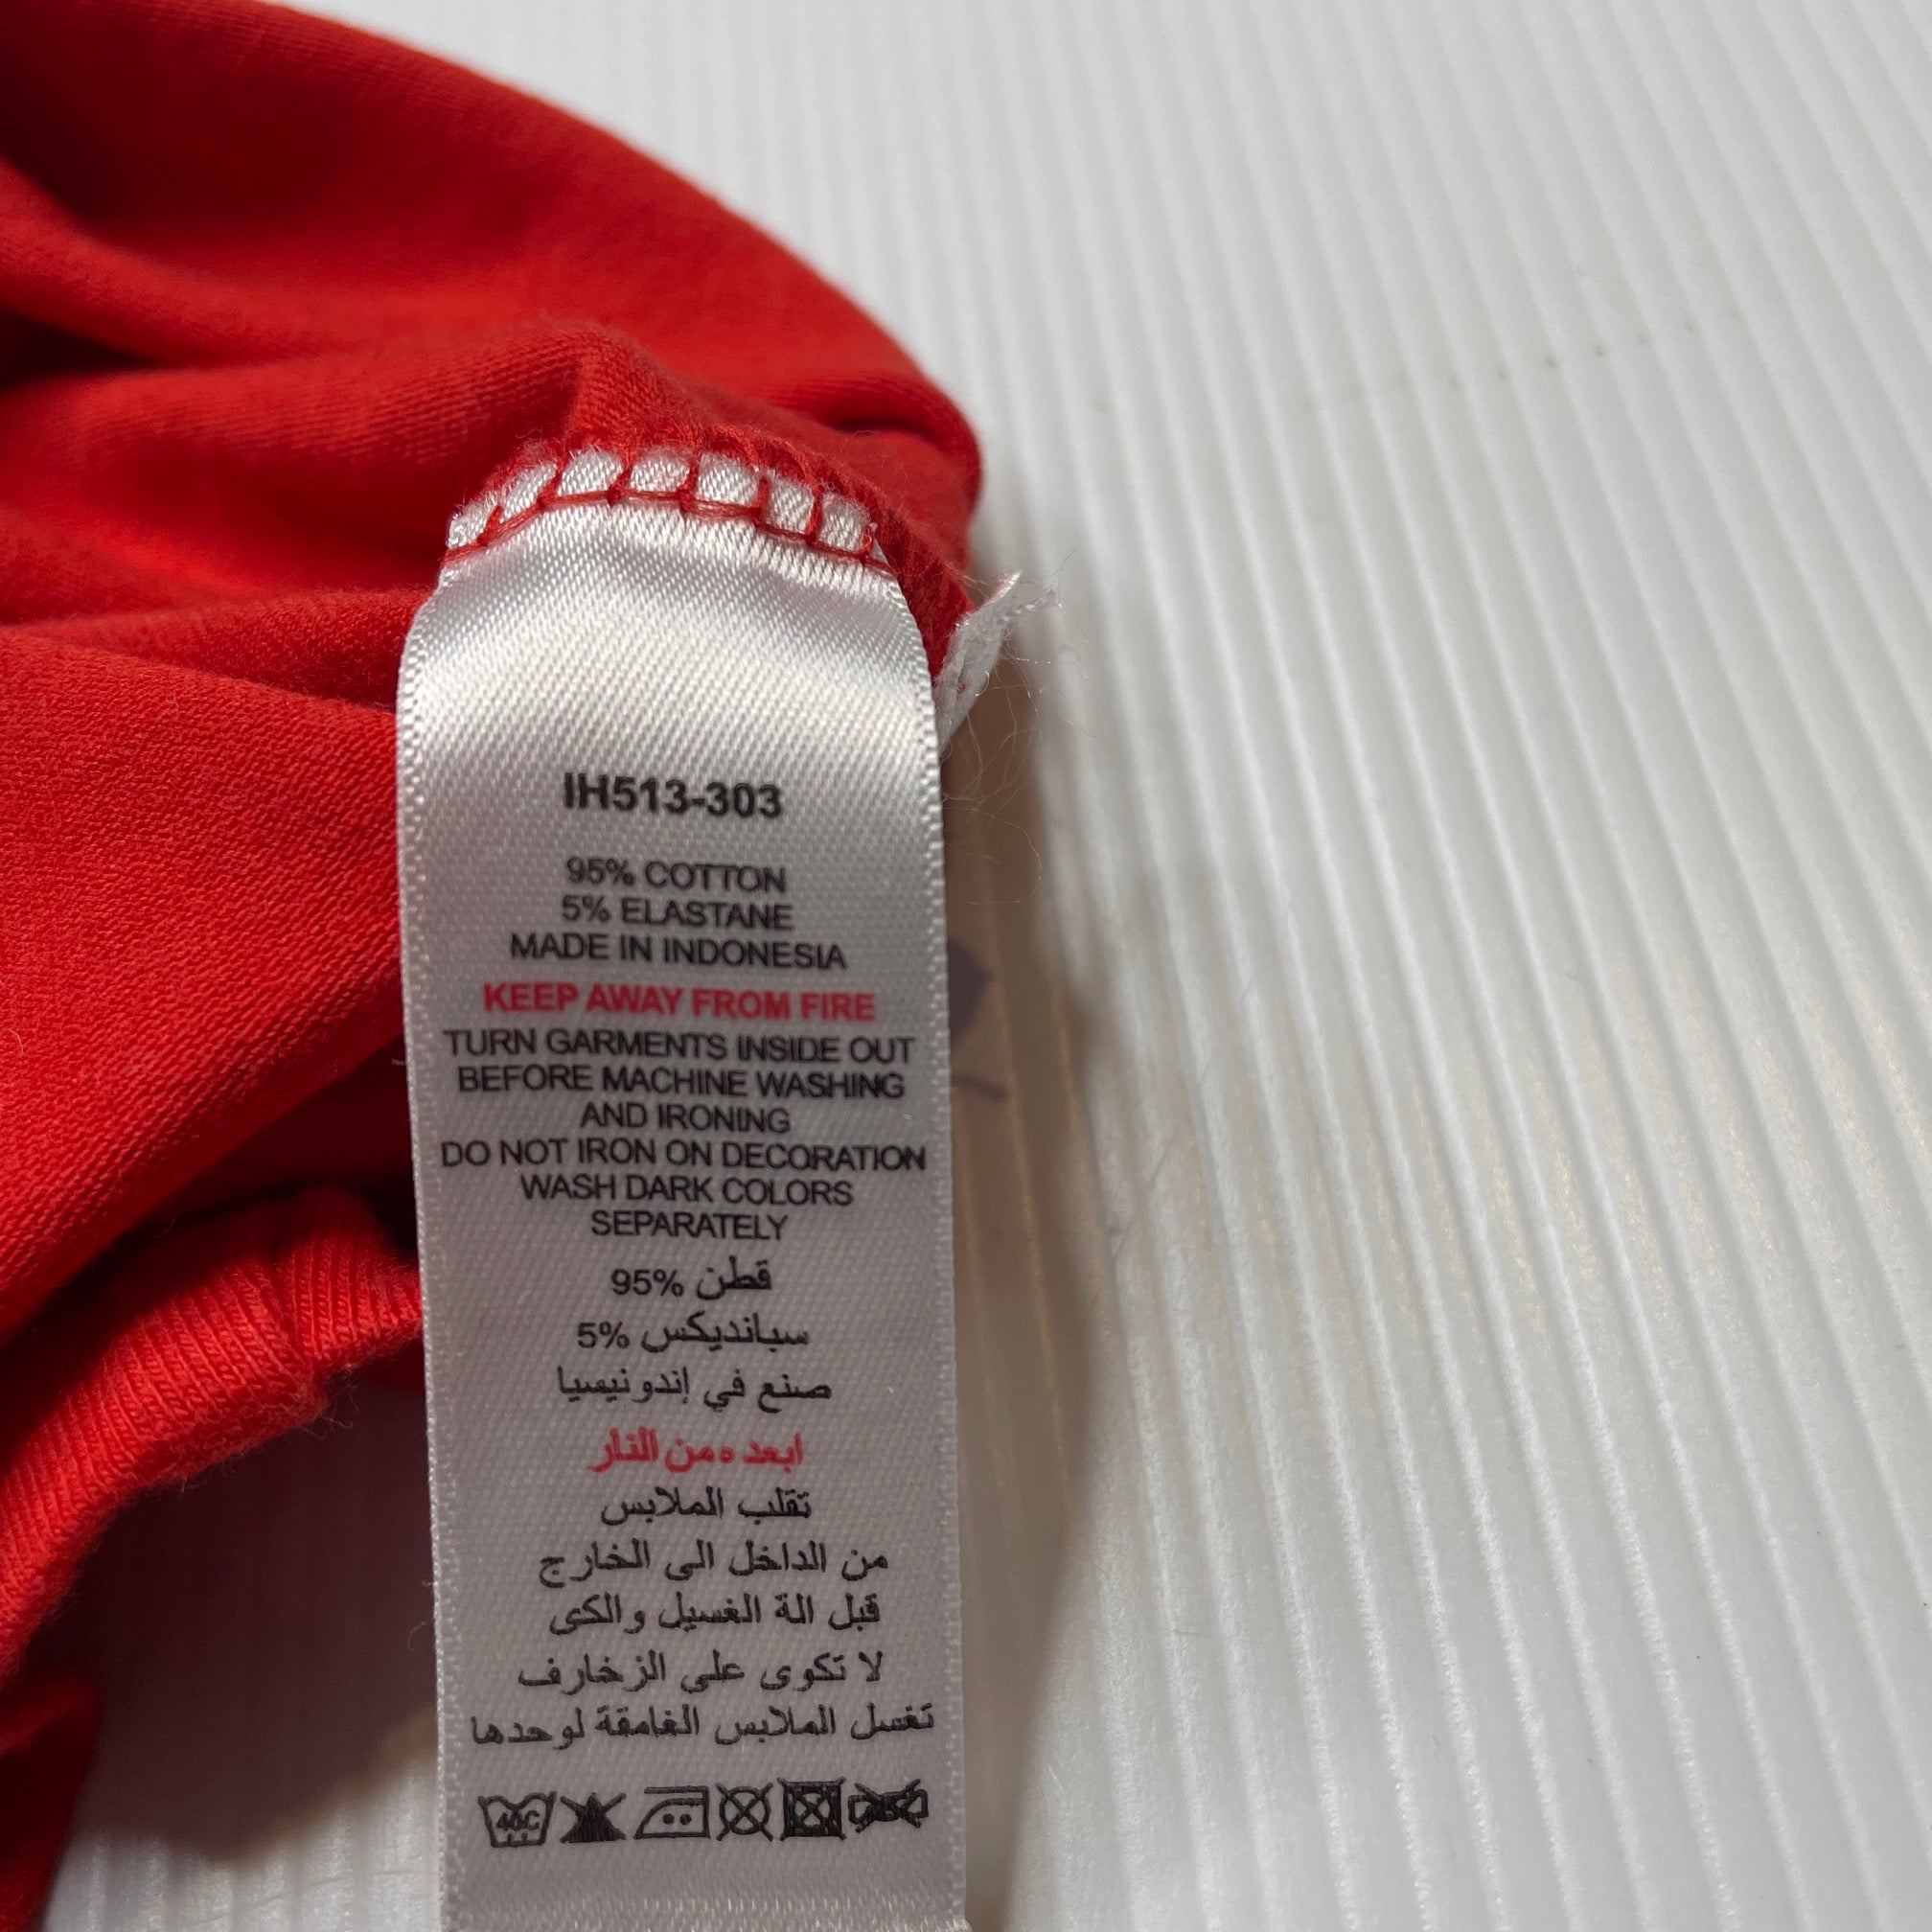 IH513-303
95% COTTON
5% ELASTANE
MADE IN INDONESIA
KEEP AWAY FROM FIRE
TURN GARMENTS INSIDE OUT
BEFORE MACHINE WASHING
AND IRONING
DO NOT IRON ON DECORATION
WASH DARK COLORS
SEPARATELY
قطن 95%
سباندیکس 5%
صنع في إندونيسيا
ابعده من النار
تقلب الملابس
من الداخل الى الخارج
قبل الة الغسيل والكى
لا تكوى على الزخارف
تغسل الملابس الغامقة لوحدها
40C